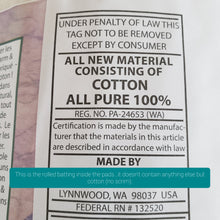 UNDER PENALTY OF LAW THIS
TAG NOT TO BE REMOVED
EXCEPT BY CONSUMER
ALL NEW MATERIAL
CONSISTING OF
COTTON
ALL PURE 100%
REG. NO. PA-24653 (WA)
Certification is made by the manufac-
turer that the materials in this article
are described in accordance with law
MADE BY
This is the rolled batting inside the pads : it doesnt contain anything else but
cotton (no scrim)
LYNNWOOD, WA 98037 USA
FEDERAL RN # 132520